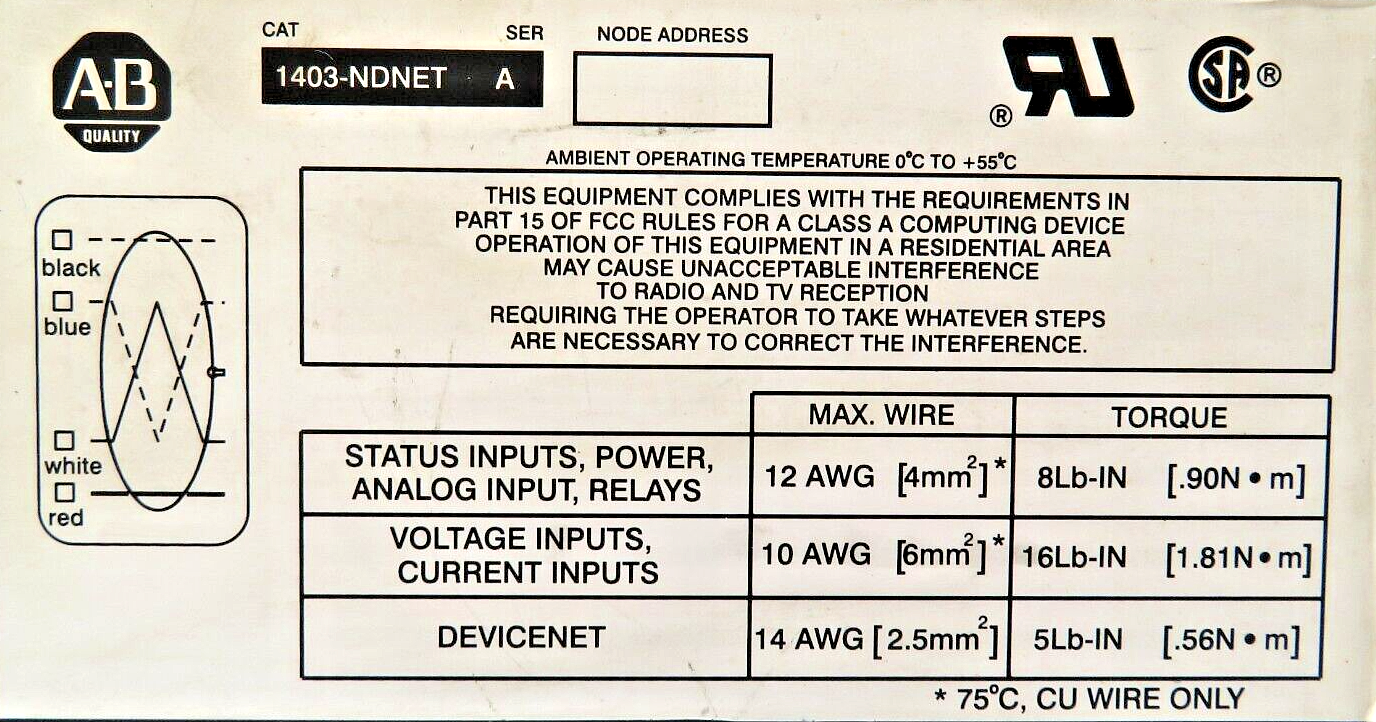 A-B
QUALITY
CAT SER
1403-NDNET A
NODE ADDRESS
RU ®
SA ®
AMBIENT OPERATING TEMPERATURE 0°C TO +55°C
THIS EQUIPMENT COMPLIES WITH THE REQUIREMENTS IN
PART 15 OF FCC RULES FOR A CLASS A COMPUTING DEVICE
OPERATION OF THIS EQUIPMENT IN A RESIDENTIAL AREA
MAY CAUSE UNACCEPTABLE INTERFERENCE
TO RADIO AND TV RECEPTION
REQUIRING THE OPERATOR TO TAKE WHATEVER STEPS
ARE NECESSARY TO CORRECT THE INTERFERENCE.
black
blue
white
red
MAX. WIRE TORQUE
STATUS INPUTS, POWER,
ANALOG INPUT, RELAYS
12 AWG [4mm²]* 8Lb-IN [.90N • m]
VOLTAGE INPUTS,
CURRENT INPUTS
10 AWG [6mm²]* 16Lb-IN [1.81N • m]
DEVICENET 14 AWG [2.5mm²] 5Lb-IN [.56N • m]
* 75°C, CU WIRE ONLY